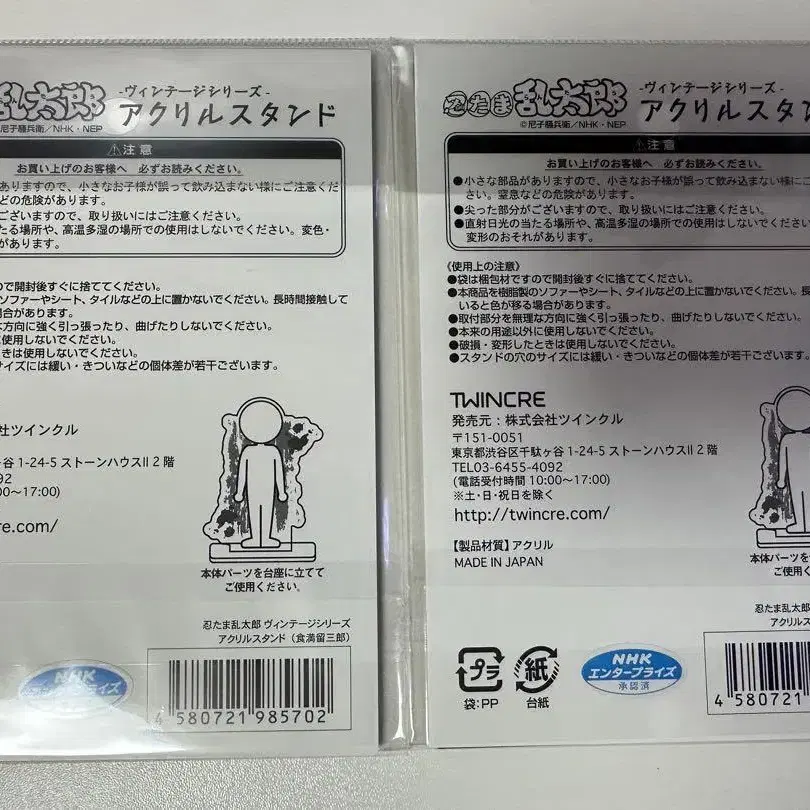 乱太郎
-ヴィンテージシリーズ-
アクリルスタンド
尼子騒兵衛/NHK・NEP
⚠注意
お買い上げのお客様へ 必ずお読みください。
ありますので、小さなお子様が誤って飲み込まない様にご注意くだ
どの危険があります。
ございますので、取り扱いにはご注意ください。
たる場所や、高温多湿の場所での使用はしないでください。変色・
があります。
ので開封後すぐに捨ててください。
ソファーやシート、タイルなどの上に置かないでください。長時間接触して
場合があります。
な方向に強く引っ張ったり、曲げたりしないでください。
に使用しないでください。
ときは使用しないでください。
サイズには緩い・きついなどの個体差が若干ございます。
社ツインクル
谷 1-24-5 ストーンハウスII 2 階
092
00〜17:00)
cre.com/
本体パーツを台座に立てて
ご使用ください。
忍たま乱太郎 ヴィンテージシリーズ
アクリルスタンド（食満留三郎）
NHK
エンタープライズ
4 580721 985702
忍たま乱太郎
-ヴィンテージシリーズ-
アクリルスタン
©尼子騒兵衛/NHK・NEP
⚠注意
お買い上げのお客様へ 必ずお読みください。
●小さな部品がありますので、小さなお子様が誤って飲み込まない様にご注
い。窒息などの危険があります。
●尖った部分がございますので、取り扱いにはご注意ください。
●直射日光の当たる場所や、高温多湿の場所での使用はしないでください。
変形のおそれがあります。
《使用上の注意》
●袋は梱包材ですので開封後すぐに捨ててください。
●本商品を樹脂製のソファーやシート、タイルなどの上に置かないでください。長
いると色が移る場合があります。
●取付部分を無理な方向に強く引っ張ったり、曲げたりしないでください。
●本来の用途以外に使用しないでください。
●破損・変形したときは使用しないでください。
●スタンドの穴のサイズには緩い・きついなどの個体差が若干ございます。
TWINCRE
発売元：株式会社ツインクル
〒151-0051
東京都渋谷区千駄ヶ谷 1-24-5 ストーンハウスII 2 階
TEL03-6455-4092
(電話受付時間 10:00〜17:00)
※土・日・祝日を除く
http://twincre.com/
【製品材質】アクリル
MADE IN JAPAN
本体パーツを
ご使用
忍たま乱太郎
アクリルス
プラ
袋:PP
紙
台紙
NHK
エンタープライズ
承認済
4 580721